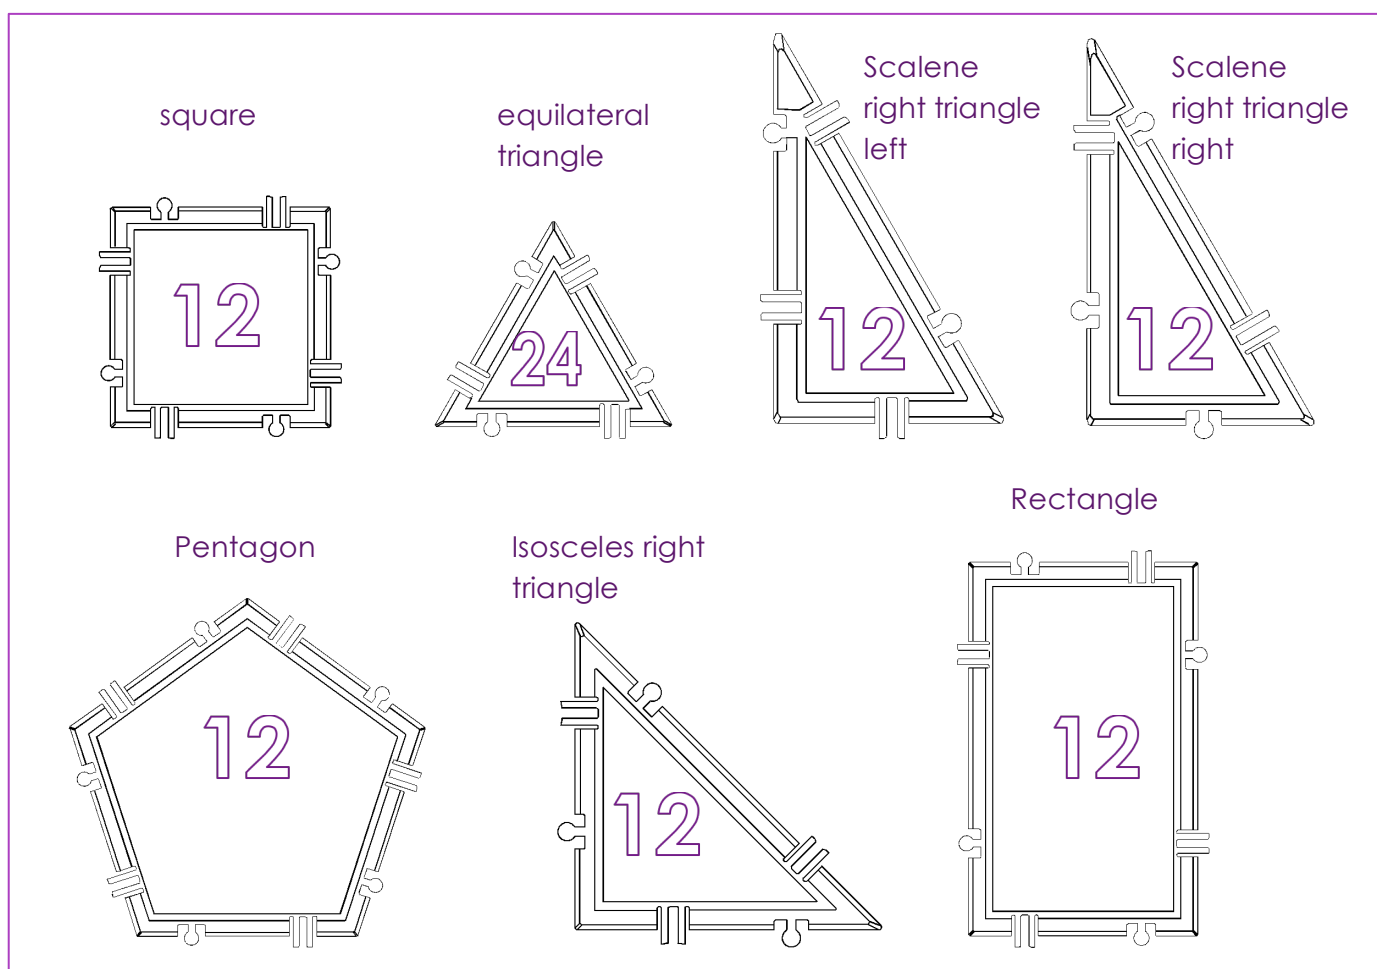 square
12
equilateral
triangle
24
Scalene
right triangle
left
12
Scalene
right triangle
right
12
Pentagon
12
Isosceles right
triangle
12
Rectangle
12